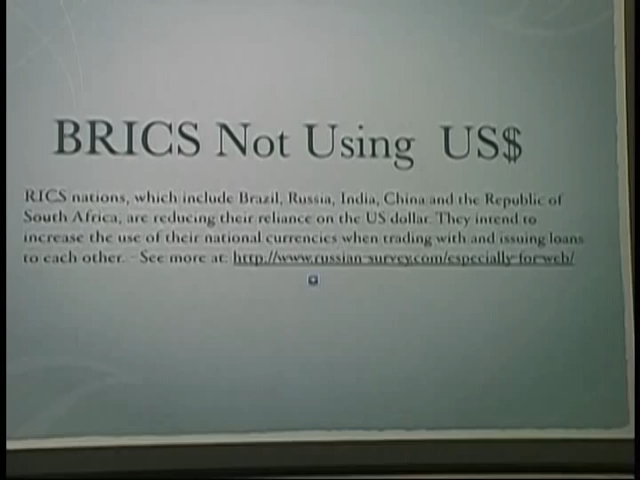 BRICS Not Using US$
RICS nations, which include Brazil, Russia, India, China and the Republic of
South Africa, are reducing their reliance on the US dollar. They intend to
increase the use of their national currencies when trading with and issuing loans
to each other. - See more at: http://www.russian-survey.com/especially-for-web/